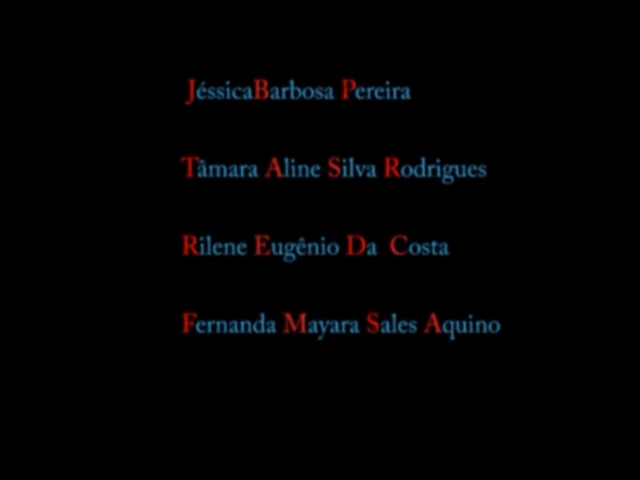 JéssicaBarbosa Pereira
Tâmara Aline Silva Rodrigues
Rilene Eugênio Da Costa
Fernanda Mayara Sales Aquino